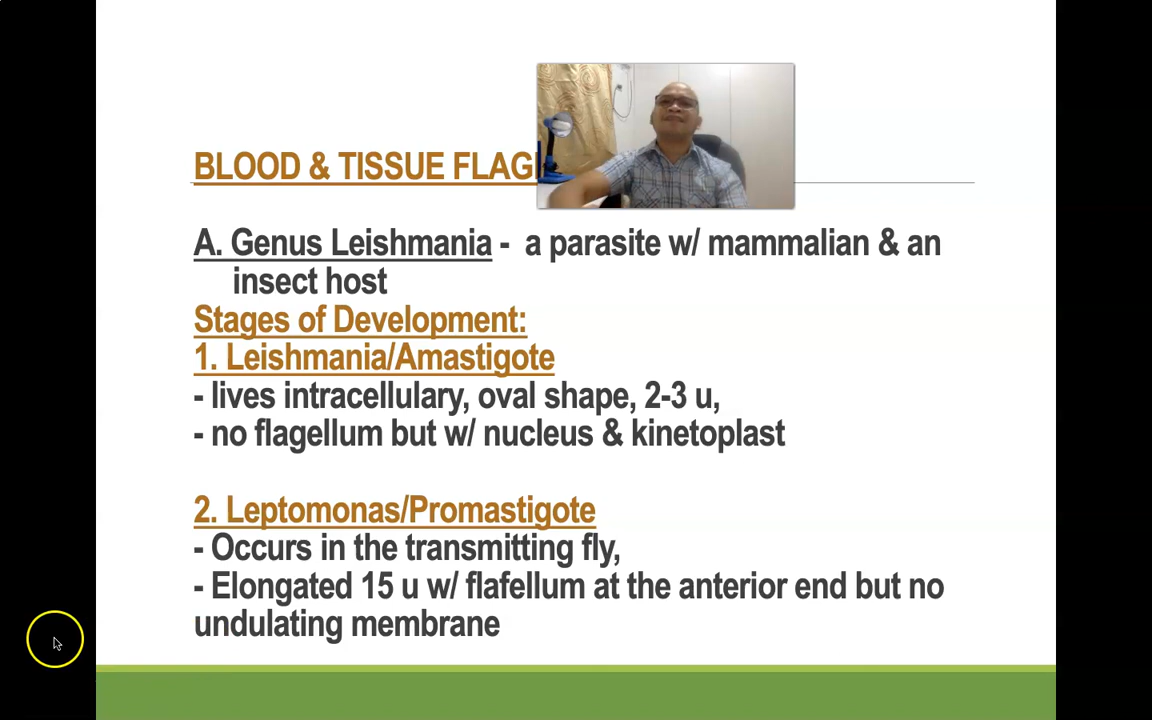 BLOOD & TISSUE FLAG
A. Genus Leishmania - a parasite w/ mammalian & an
insect host
Stages of Development:
1. Leishmania/Amastigote
- lives intracellulary, oval shape, 2-3 u,
- no flagellum but w/ nucleus & kinetoplast
2. Leptomonas/Promastigote
- Occurs in the transmitting fly,
- Elongated 15 u w/ flafellum at the anterior end but no
undulating membrane